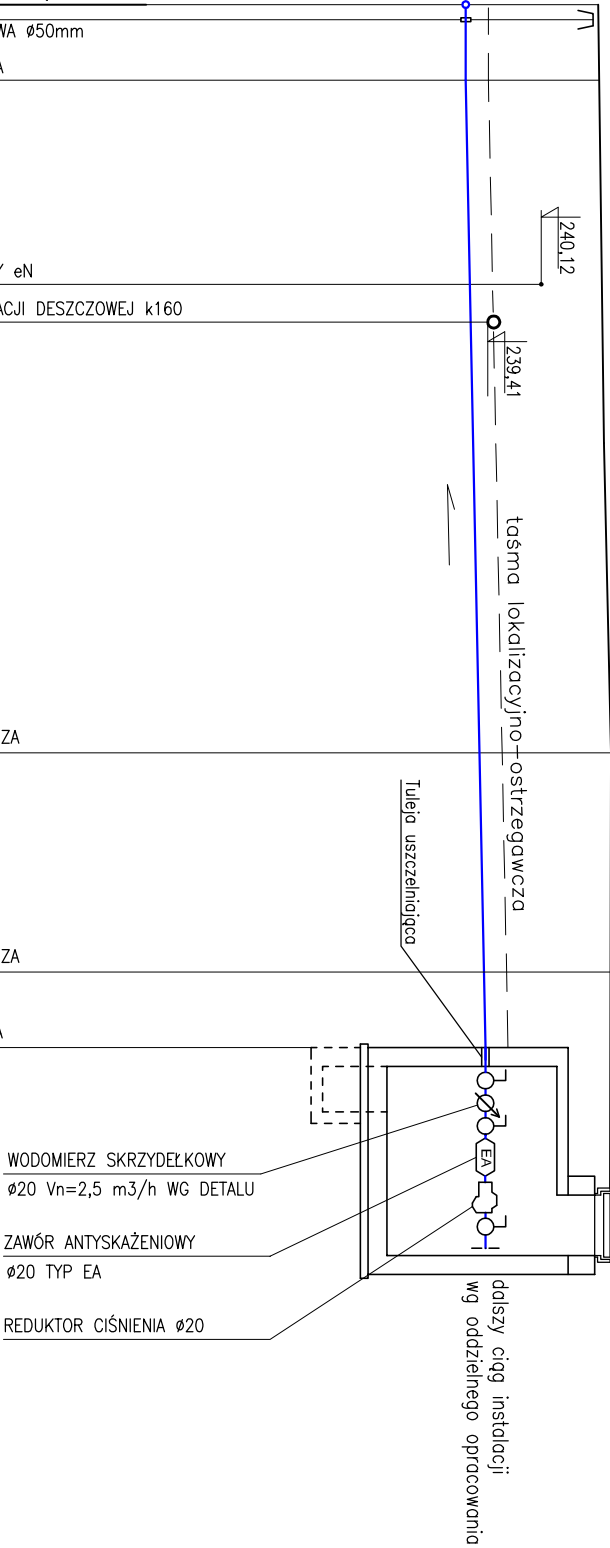 WA ø50mm
A
Y eN
ACJI DESZCZOWEJ k160
240,12
239,41
taśma lokalizacyjno-ostrzegawcza
ZA
Tuleja uszczelniająca
ZA
A
WODOMIERZ SKRZYDEŁKOWY
ø20 Vn=2,5 m3/h WG DETALU
EA
ZAWÓR ANTYSKAŻENIOWY
ø20 TYP EA
REDUKTOR CIŚNIENIA ø20
dalszy ciąg instalacji
wg oddzielnego opracowania